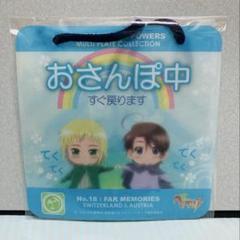 POWERS
MULTI PLATE COLLECTION
おさんぽ中
すぐ戻ります
てく
てく
てく
てく
No.18 : FAR MEMORIES
SWITZERLAND & AUSTRIA